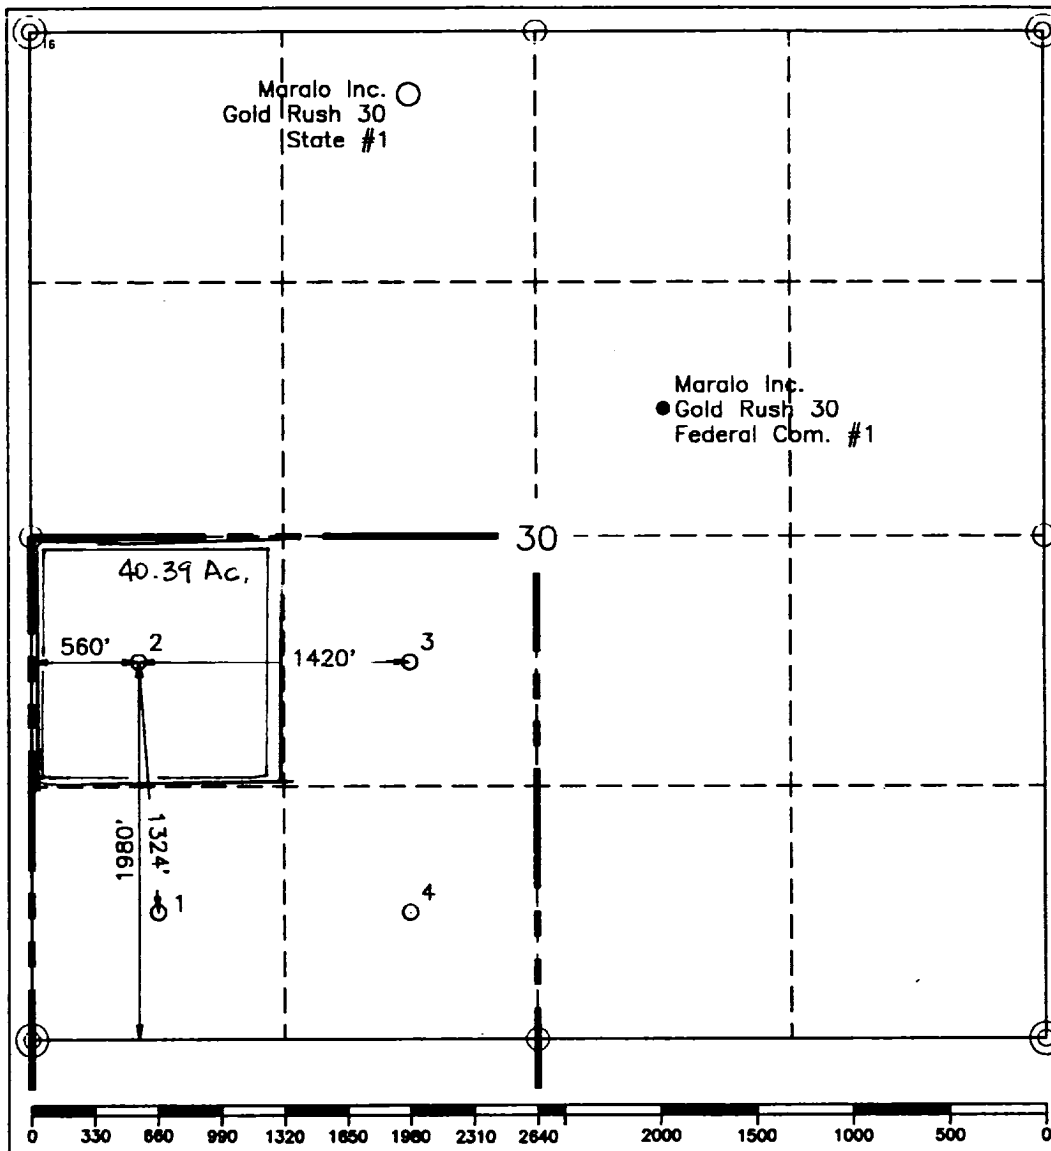 16
Maralo Inc.
Gold Rush 30
State #1
Maralo Inc.
Gold Rush 30
Federal Com. #1
30
40.39 Ac.
560'
2
1420'
3
1980'
1324'
1
4
0 330 660 990 1320 1650 1980 2310 2640 2000 1500 1000 500 0